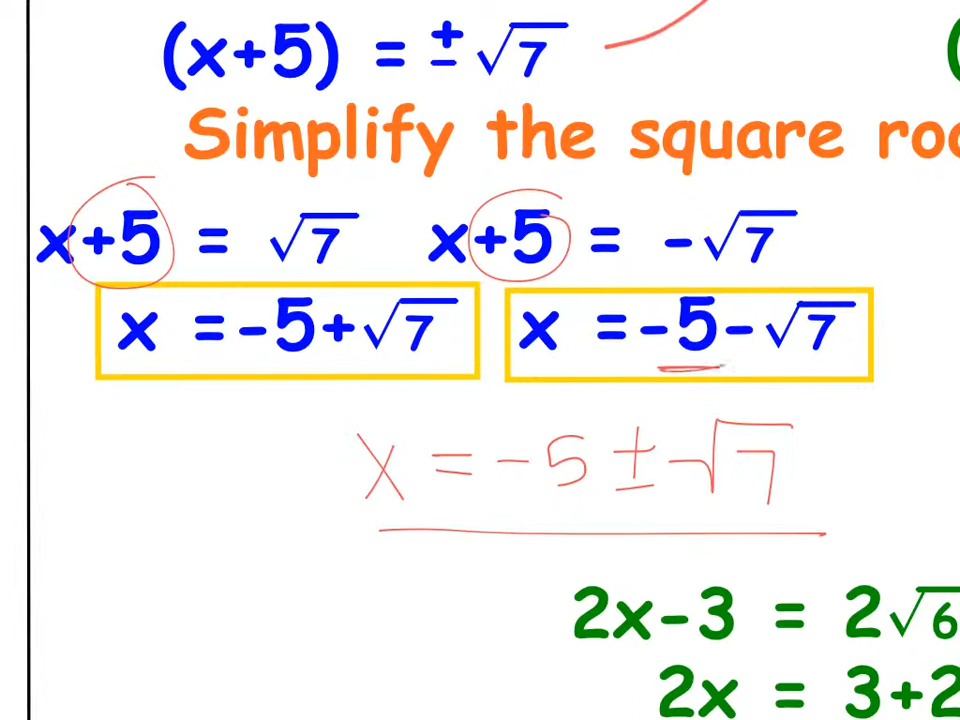 (x+5) = ±√7
Simplify the square
x+5 = √7 x+5 = -√7
x = -5+√7 x = -5-√7
x = -5 ± √7
2x-3 = 2√6
2x = 3+2